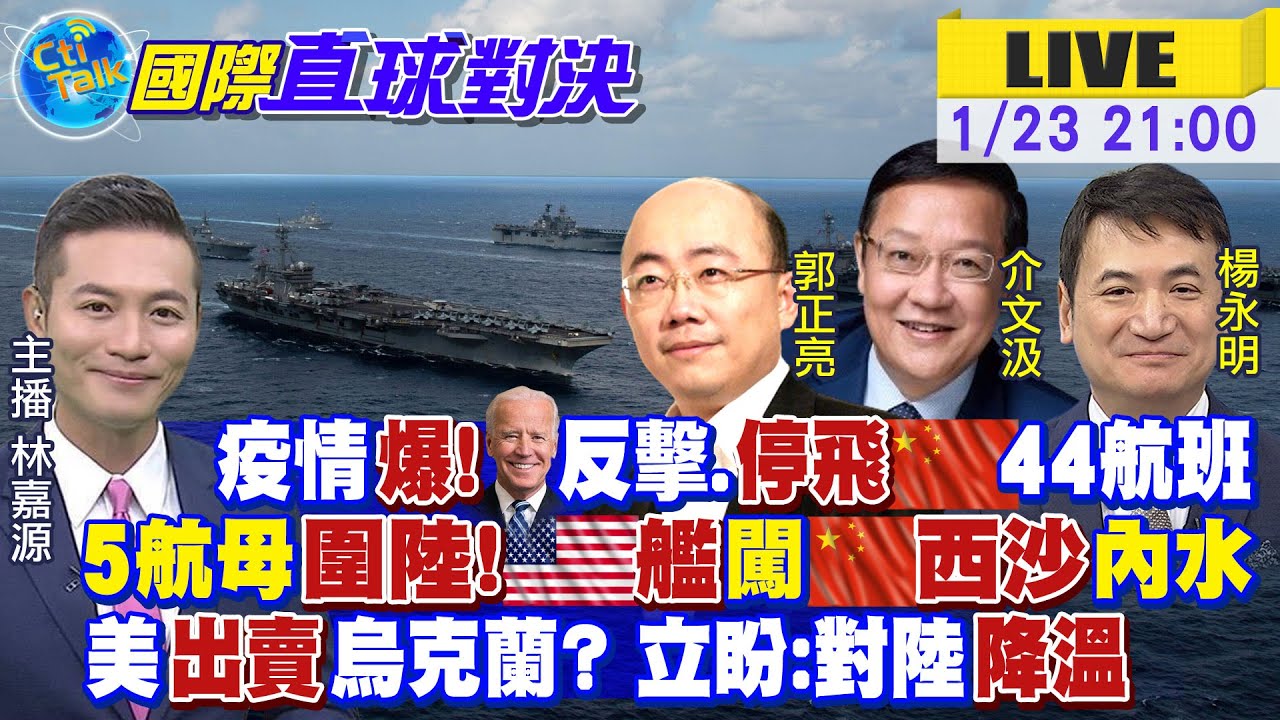 Cti Talk
國際直球對決
LIVE
1/23 21:00
主播 林嘉源
郭正亮
介文汲
楊永明
疫情爆! 反擊.停飛 44航班
5航母圍陸! 艦闖 西沙內水
美出賣烏克蘭? 立盼:對陸降溫